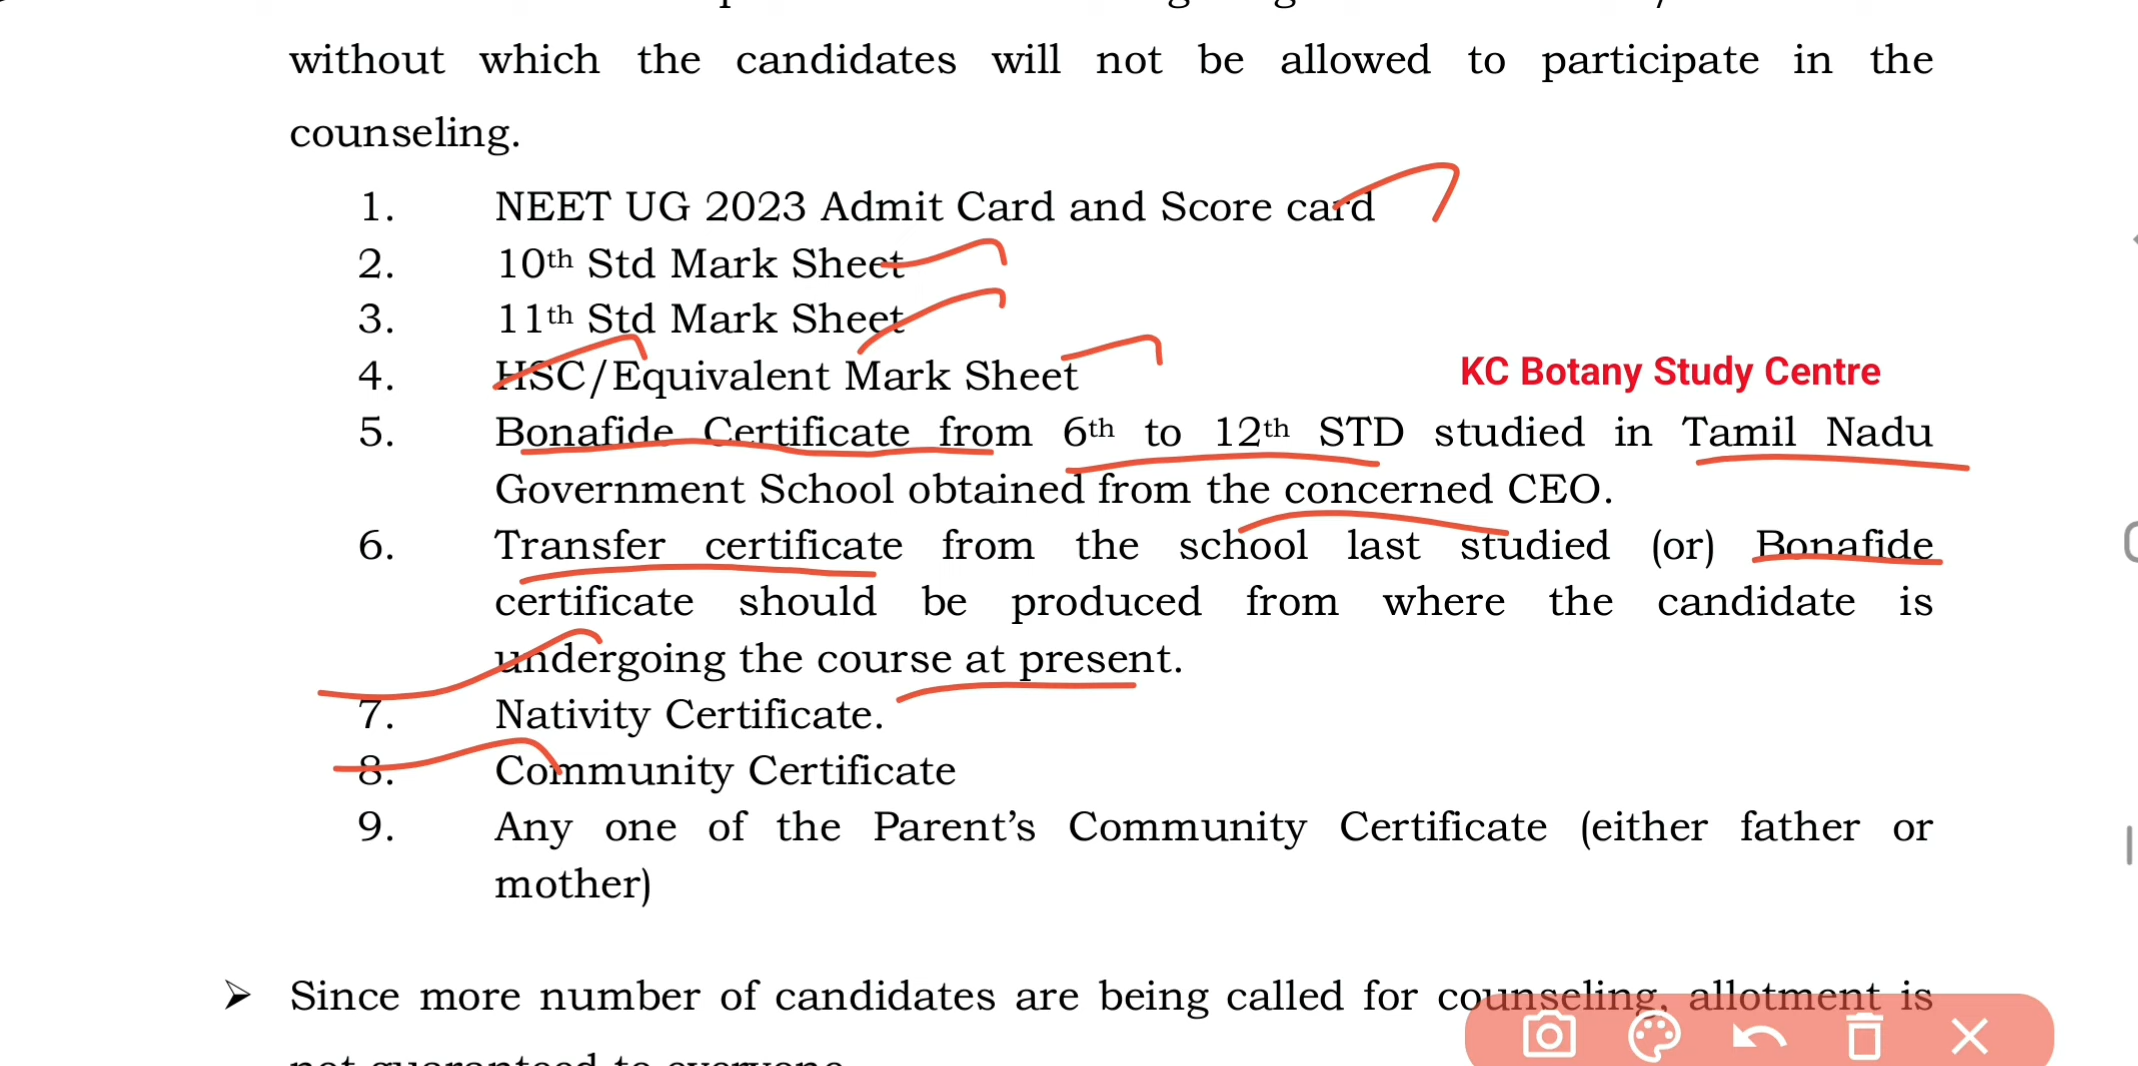 without which the candidates will not be allowed to participate in the
counseling.
1. NEET UG 2023 Admit Card and Score card
2. 10th Std Mark Sheet
3. 11th Std Mark Sheet
4. HSC/Equivalent Mark Sheet
KC Botany Study Centre
5. Bonafide Certificate from 6th to 12th STD studied in Tamil Nadu
Government School obtained from the concerned CEO.
6. Transfer certificate from the school last studied (or) Bonafide
certificate should be produced from where the candidate is
undergoing the course at present.
7. Nativity Certificate.
8. Community Certificate
9. Any one of the Parent’s Community Certificate (either father or
mother)
➢ Since more number of candidates are being called for counseling, allotment is
not guaranteed to everyone